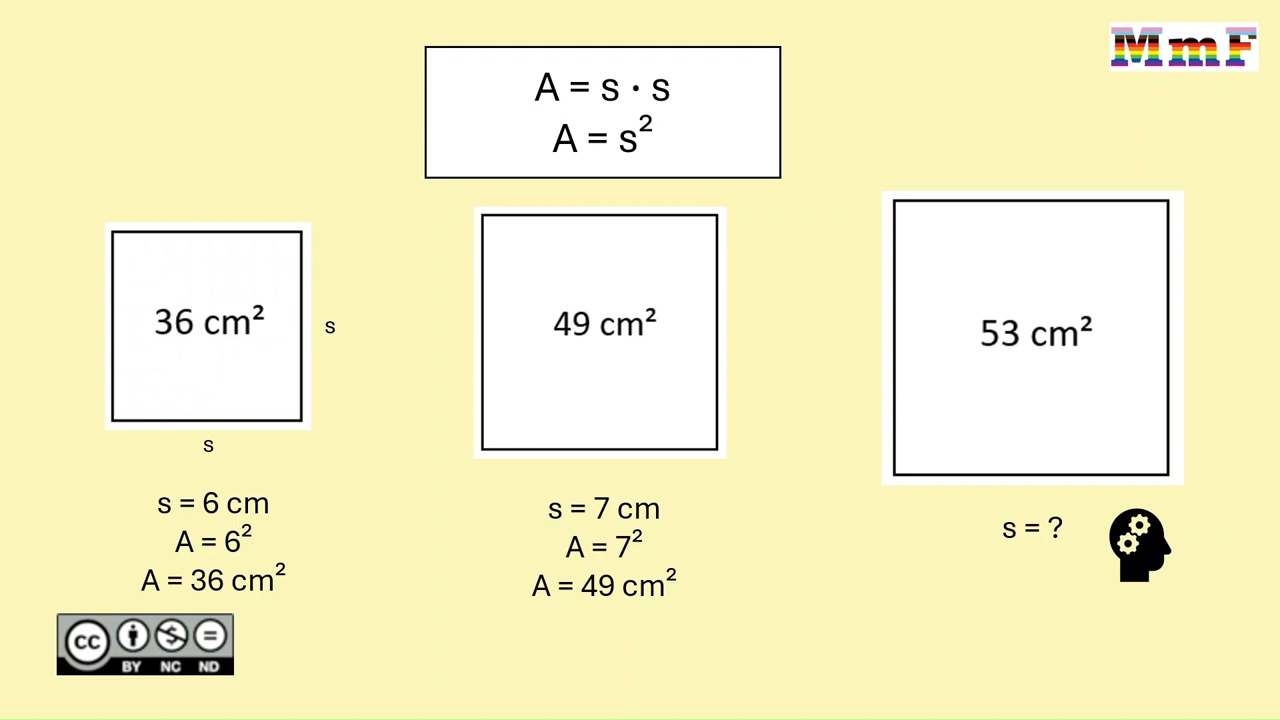 MmF
A = s · s
A = s²
36 cm²
s
s
s = 6 cm
A = 6²
A = 36 cm²
49 cm²
s = 7 cm
A = 7²
A = 49 cm²
53 cm²
s = ?
cc
BY NC ND